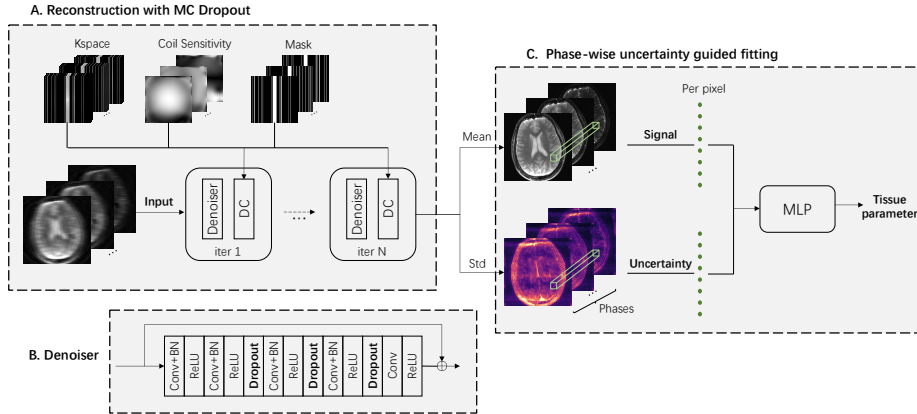 A. Reconstruction with MC Dropout
Kspace
Coil Sensitivity
Mask
...
...
...
Input
...
Denoiser
DC
iter 1
...
Denoiser
DC
iter N
Mean
Std
C. Phase-wise uncertainty guided fitting
Per pixel
Signal
...
Uncertainty
...
Phases
MLP
Tissue
parameter
B. Denoiser
Conv+BN
ReLU
Conv+BN
ReLU
Dropout
Conv+BN
ReLU
Dropout
Conv+BN
ReLU
Dropout
Conv
ReLU